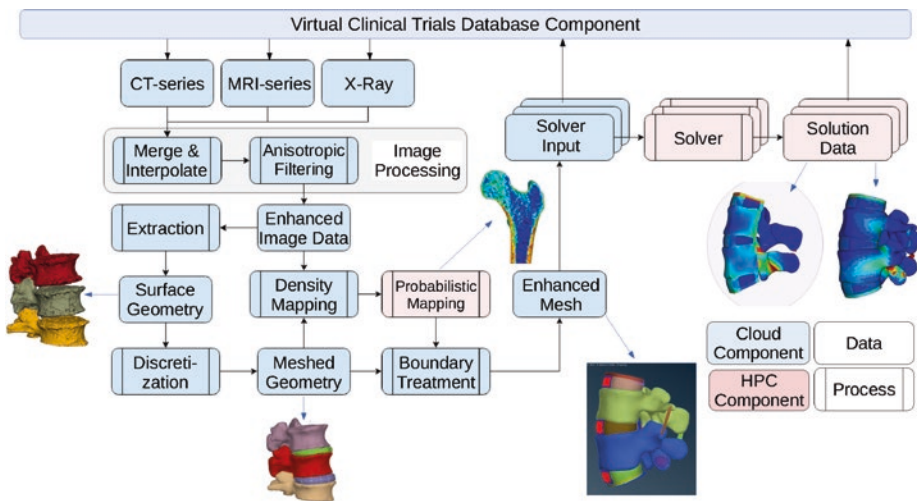 Virtual Clinical Trials Database Component
CT-series
MRI-series
X-Ray
Merge &
Interpolate
Anisotropic
Filtering
Image
Processing
Solver
Input
Solver
Solution
Data
Extraction
Enhanced
Image Data
Surface
Geometry
Density
Mapping
Probabilistic
Mapping
Enhanced
Mesh
Discreti-
zation
Meshed
Geometry
Boundary
Treatment
Cloud
Component
Data
HPC
Component
Process